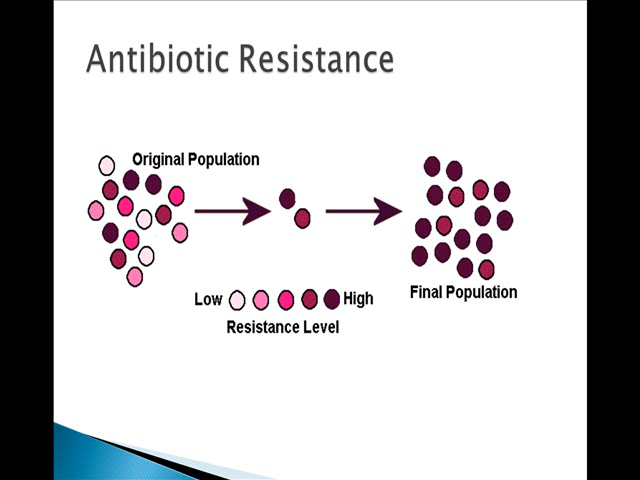 Antibiotic Resistance
Original Population
Low
High
Resistance Level
Final Population